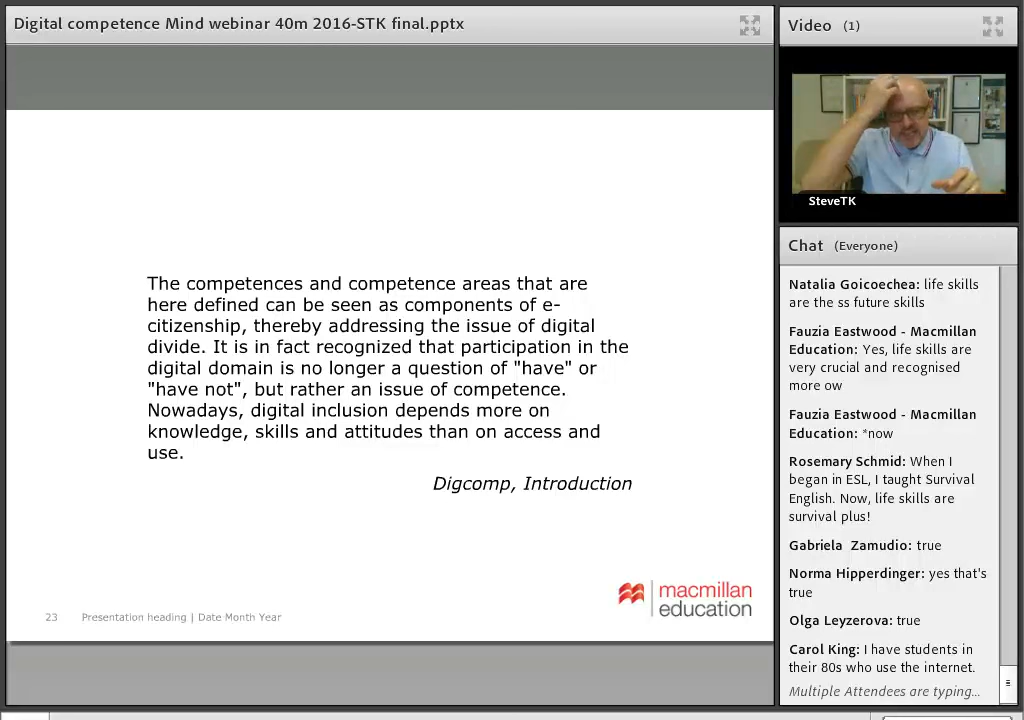 Digital competence Mind webinar 40m 2016-STK final.pptx
The competences and competence areas that are
here defined can be seen as components of e-
citizenship, thereby addressing the issue of digital
divide. It is in fact recognized that participation in the
digital domain is no longer a question of "have" or
"have not", but rather an issue of competence.
Nowadays, digital inclusion depends more on
knowledge, skills and attitudes than on access and
use.
Digcomp, Introduction
macmillan
education
23 Presentation heading | Date Month Year
Video (1)
SteveTK
Chat (Everyone)
Natalia Goicoechea: life skills
are the ss future skills
Fauzia Eastwood - Macmillan
Education: Yes, life skills are
very crucial and recognised
more ow
Fauzia Eastwood - Macmillan
Education: *now
Rosemary Schmid: When I
began in ESL, I taught Survival
English. Now, life skills are
survival plus!
Gabriela Zamudio: true
Norma Hipperdinger: yes that's
true
Olga Leyzerova: true
Carol King: I have students in
their 80s who use the internet.
Multiple Attendees are typing...